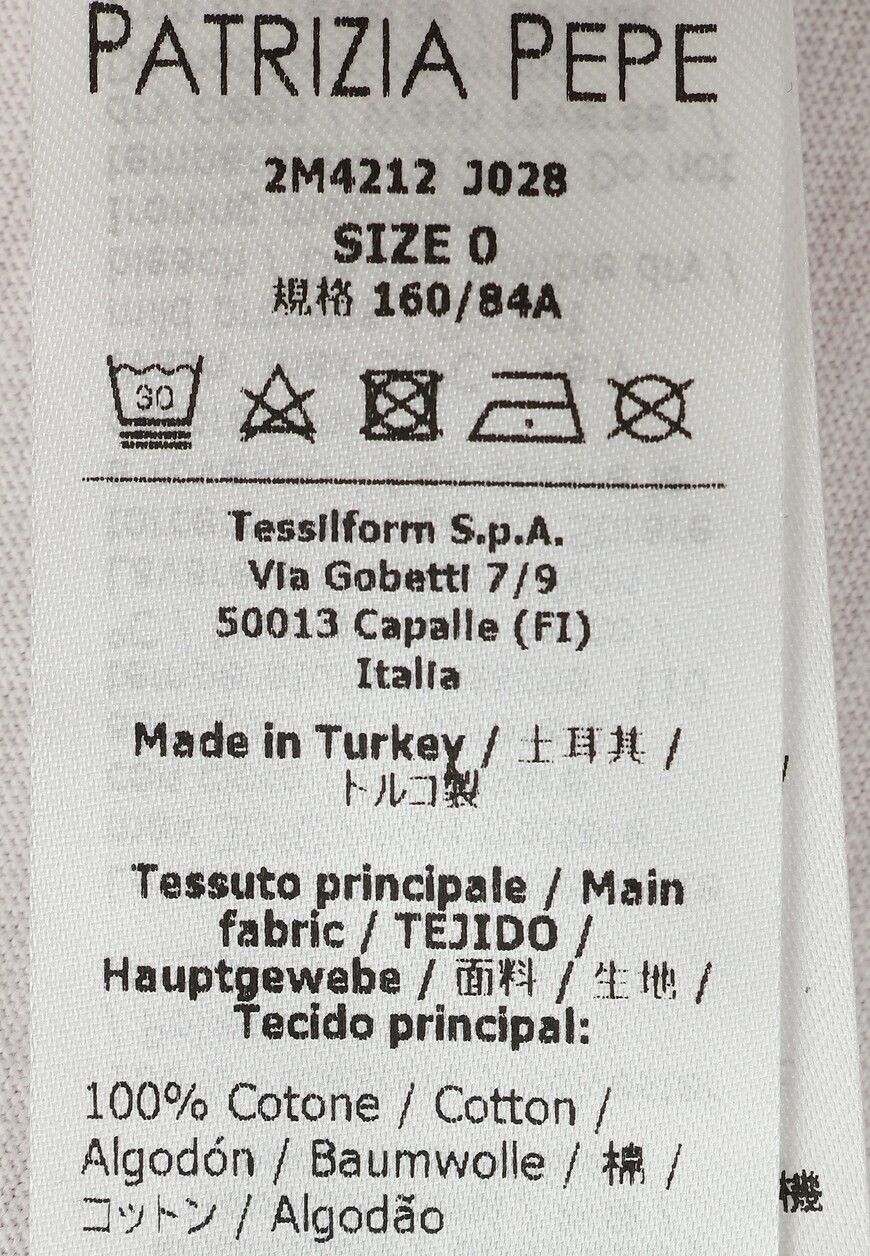 PATRIZIA PEPE
2M4212 J028
SIZE 0
規格 160/84A
30
Tessilform S.p.A.
Via Gobetti 7/9
50013 Capalle (FI)
Italia
Made in Turkey / 土耳其 /
トルコ製
Tessuto principale / Main
fabric / TEJIDO /
Hauptgewebe / 面料 / 生地 /
Tecido principal:
100% Cotone / Cotton /
Algodón / Baumwolle / 棉 /
コットン / Algodão